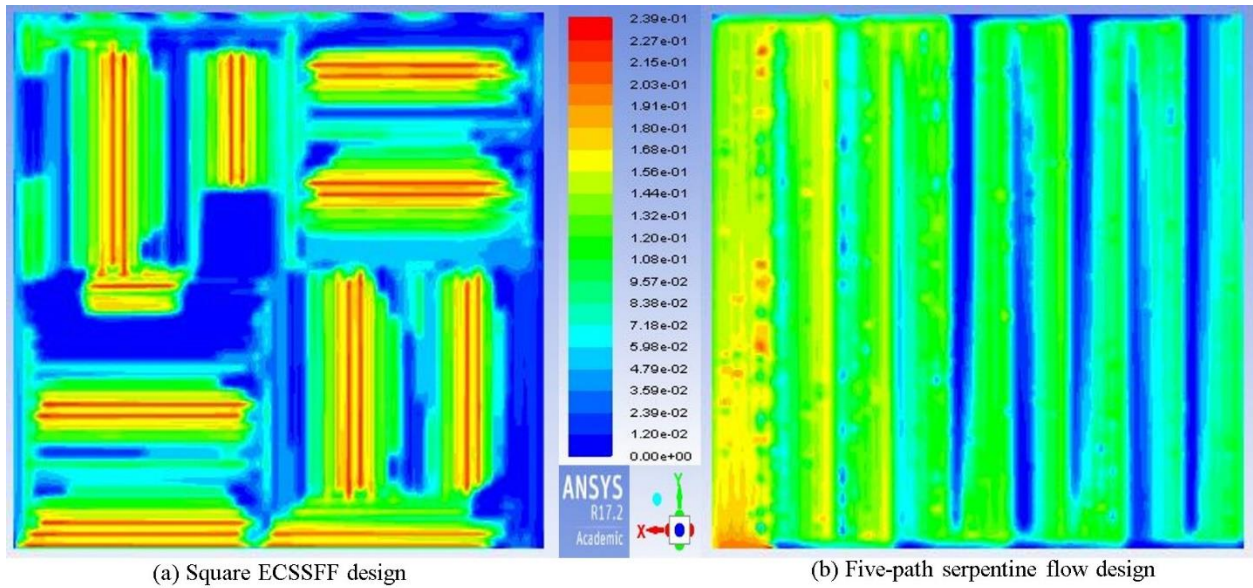 2.39e-01
2.27e-01
2.15e-01
2.03e-01
1.91e-01
1.80e-01
1.68e-01
1.56e-01
1.44e-01
1.32e-01
1.20e-01
1.08e-01
9.57e-02
8.38e-02
7.18e-02
5.98e-02
4.79e-02
3.59e-02
2.39e-02
1.20e-02
0.00e+00
ANSYS
R17.2
Academic
Y
X
(a) Square ECSSFF design
(b) Five-path serpentine flow design